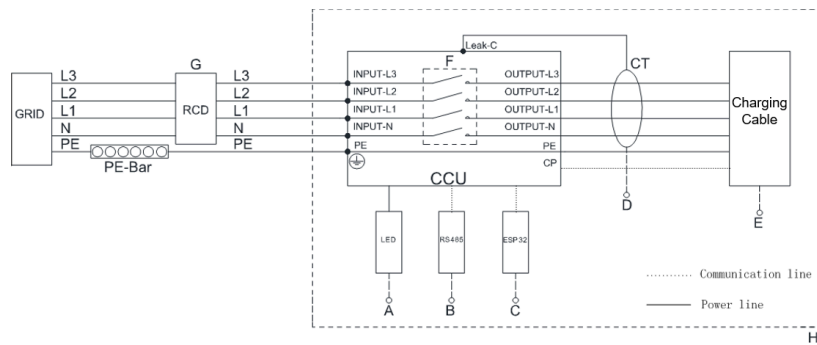 Leak-C
G
F
CT
L3
L3
INPUT-L3
OUTPUT-L3
L2
L2
INPUT-L2
OUTPUT-L2
GRID
RCD
L1
L1
INPUT-L1
OUTPUT-L1
Charging
Cable
N
N
INPUT-N
OUTPUT-N
PE
PE
PE
PE
PE-Bar
CP
CCU
D
E
LED
RS485
ESP32
Communication line
A
B
C
Power line
H